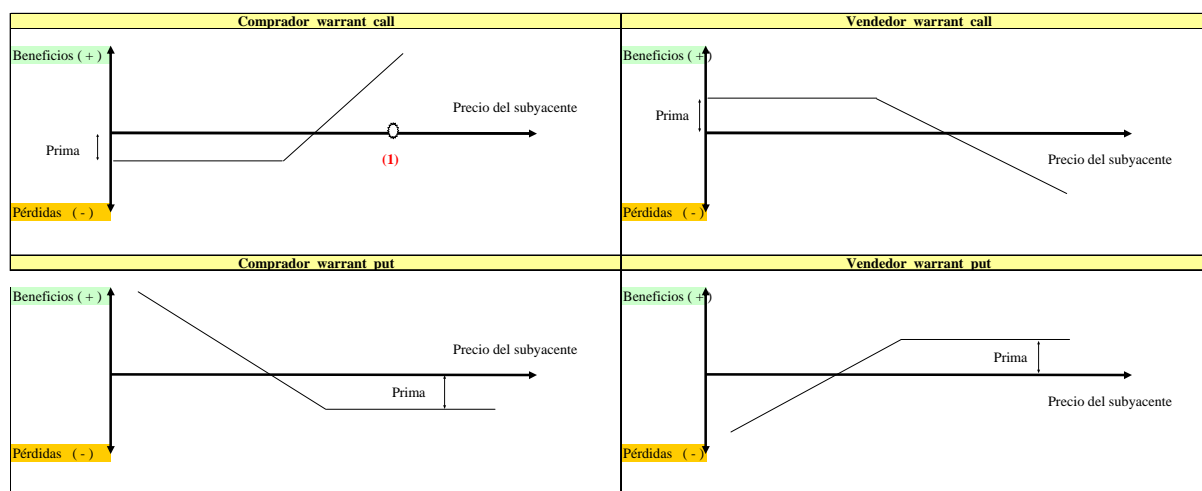 Comprador warrant call
Beneficios ( + )
Precio del subyacente
Prima
(1)
Pérdidas ( - )
Vendedor warrant call
Beneficios ( + )
Prima
Precio del subyacente
Pérdidas ( - )
Comprador warrant put
Beneficios ( + )
Precio del subyacente
Prima
Pérdidas ( - )
Vendedor warrant put
Beneficios ( + )
Prima
Precio del subyacente
Pérdidas ( - )